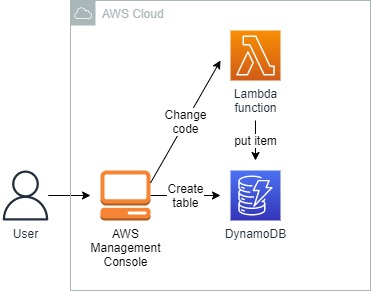 AWS Cloud
Lambda
function
Change
code
put item
Create
table
User
AWS
Management
Console
DynamoDB